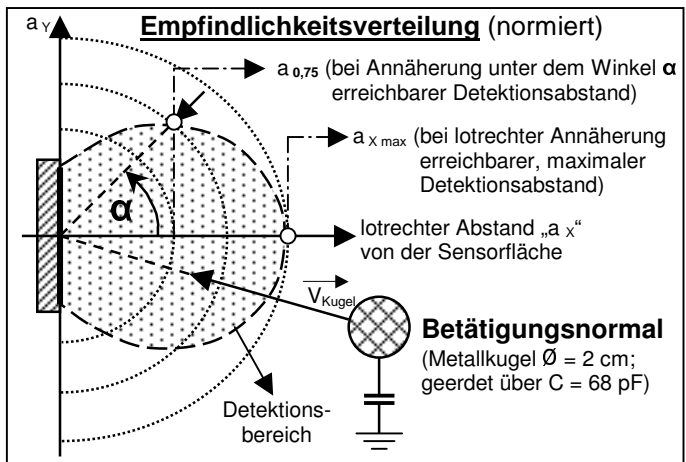 Empfindlichkeitsverteilung (normiert)
a Y
a 0,75 (bei Annäherung unter dem Winkel α
erreichbarer Detektionsabstand)
a X max (bei lotrechter Annäherung
erreichbarer, maximaler
Detektionsabstand)
α
lotrechter Abstand „a X“
von der Sensorfläche
V Kugel
Betätigungsnormal
(Metallkugel Ø = 2 cm;
geerdet über C = 68 pF)
Detektions-
bereich